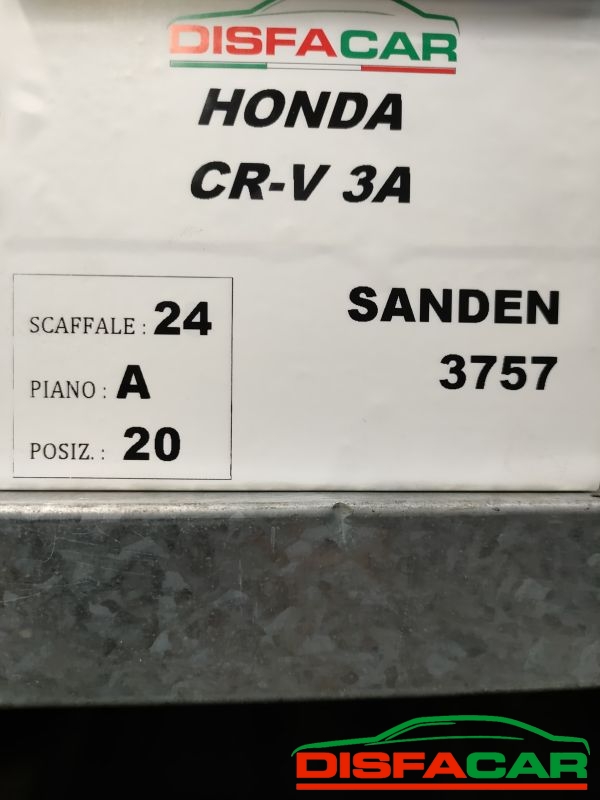 DISFACAR
HONDA
CR-V 3A
SCAFFALE : 24
PIANO : A
POSIZ. : 20
SANDEN
3757
DISFACAR